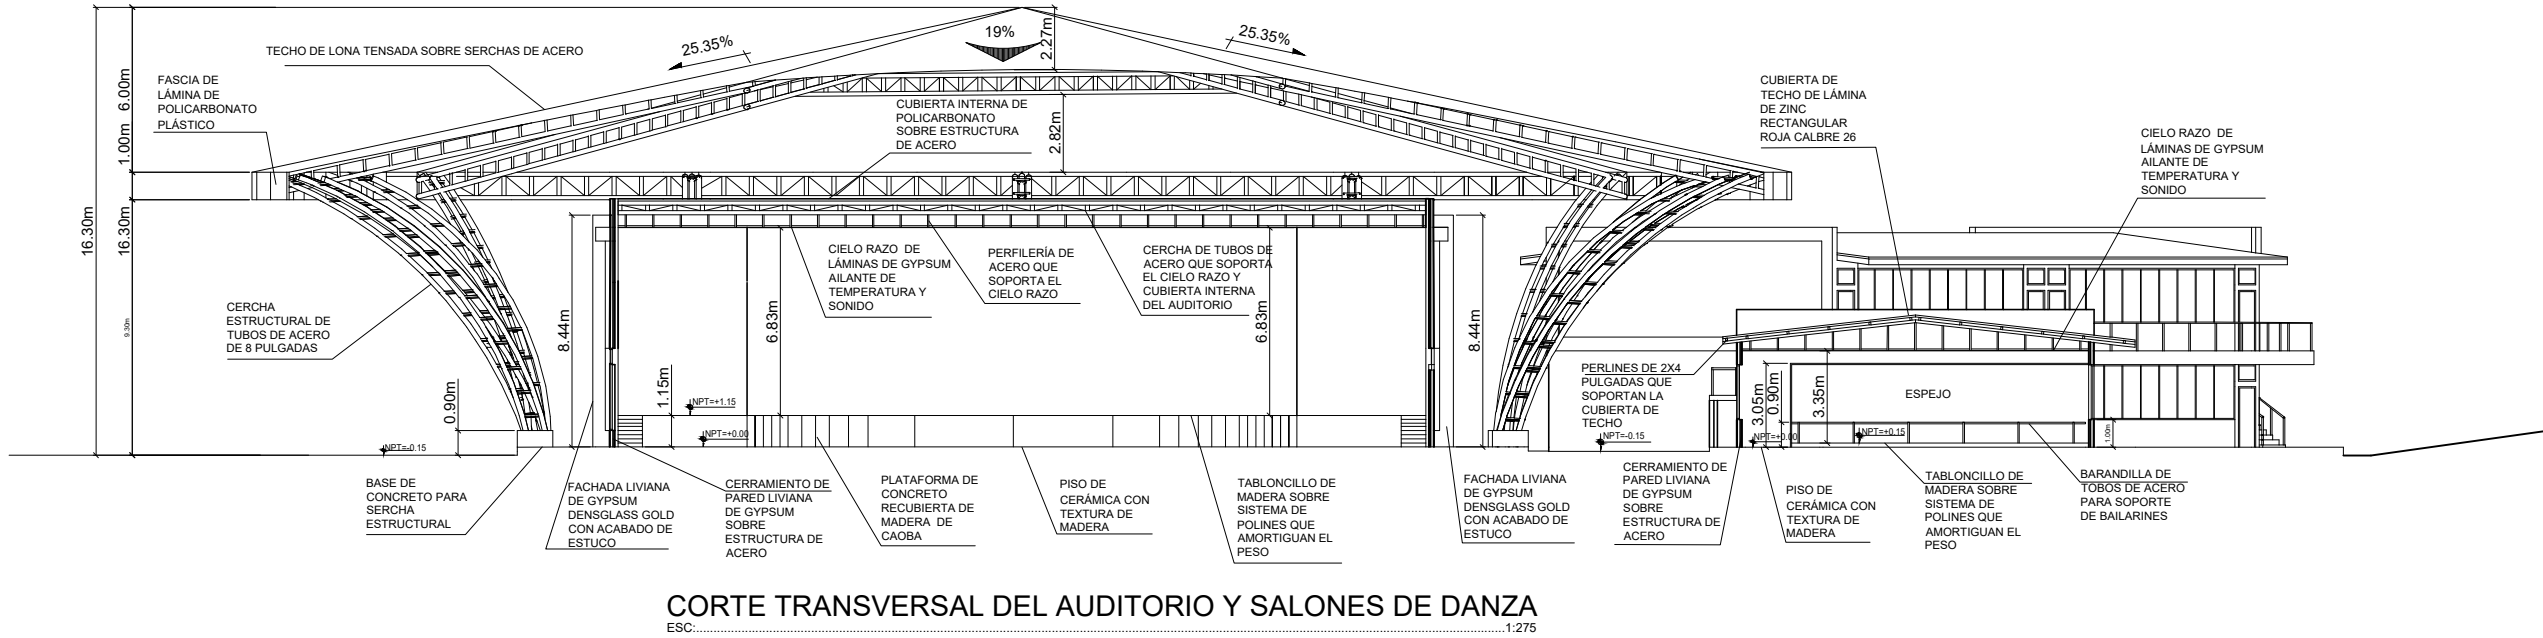 TECHO DE LONA TENSADA SOBRE SERCHAS DE ACERO
25.35%
19%
2.27m
25.35%
FASCIA DE
LÁMINA DE
POLICARBONATO
PLÁSTICO
6.00m
1.00m
16.30m
16.30m
9.30m
CUBIERTA INTERNA DE
POLICARBONATO
SOBRE ESTRUCTURA
DE ACERO
2.82m
CUBIERTA DE
TECHO DE LÁMINA
DE ZINC
RECTANGULAR
ROJA CALBRE 26
CIELO RAZO DE
LÁMINAS DE GYPSUM
AILANTE DE
TEMPERATURA Y
SONIDO
CERCHA
ESTRUCTURAL DE
TUBOS DE ACERO
DE 8 PULGADAS
0.90m
8.44m
6.83m
1.15m
CIELO RAZO DE
LÁMINAS DE GYPSUM
AILANTE DE
TEMPERATURA Y
SONIDO
PERFILERÍA DE
ACERO QUE
SOPORTA EL
CIELO RAZO
CERCHA DE TUBOS DE
ACERO QUE SOPORTA
EL CIELO RAZO Y
CUBIERTA INTERNA
DEL AUDITORIO
6.83m
8.44m
PERLINES DE 2X4
PULGADAS QUE
SOPORTAN LA
CUBIERTA DE
TECHO
3.05m
0.90m
3.35m
ESPEJO
1.00m
NPT=-0.15
NPT=+1.15
NPT=+0.00
NPT=-0.15
NPT=+0.00
NPT=+0.15
BASE DE
CONCRETO PARA
SERCHA
ESTRUCTURAL
FACHADA LIVIANA
DE GYPSUM
DENSGLASS GOLD
CON ACABADO DE
ESTUCO
CERRAMIENTO DE
PARED LIVIANA
DE GYPSUM
SOBRE
ESTRUCTURA DE
ACERO
PLATAFORMA DE
CONCRETO
RECUBIERTA DE
MADERA DE
CAOBA
PISO DE
CERÁMICA CON
TEXTURA DE
MADERA
TABLONCILLO DE
MADERA SOBRE
SISTEMA DE
POLINES QUE
AMORTIGUAN EL
PESO
FACHADA LIVIANA
DE GYPSUM
DENSGLASS GOLD
CON ACABADO DE
ESTUCO
CERRAMIENTO DE
PARED LIVIANA
DE GYPSUM
SOBRE
ESTRUCTURA DE
ACERO
PISO DE
CERÁMICA CON
TEXTURA DE
MADERA
TABLONCILLO DE
MADERA SOBRE
SISTEMA DE
POLINES QUE
AMORTIGUAN EL
PESO
BARANDILLA DE
TOBOS DE ACERO
PARA SOPORTE
DE BAILARINES
CORTE TRANSVERSAL DEL AUDITORIO Y SALONES DE DANZA
ESC:..........1:275